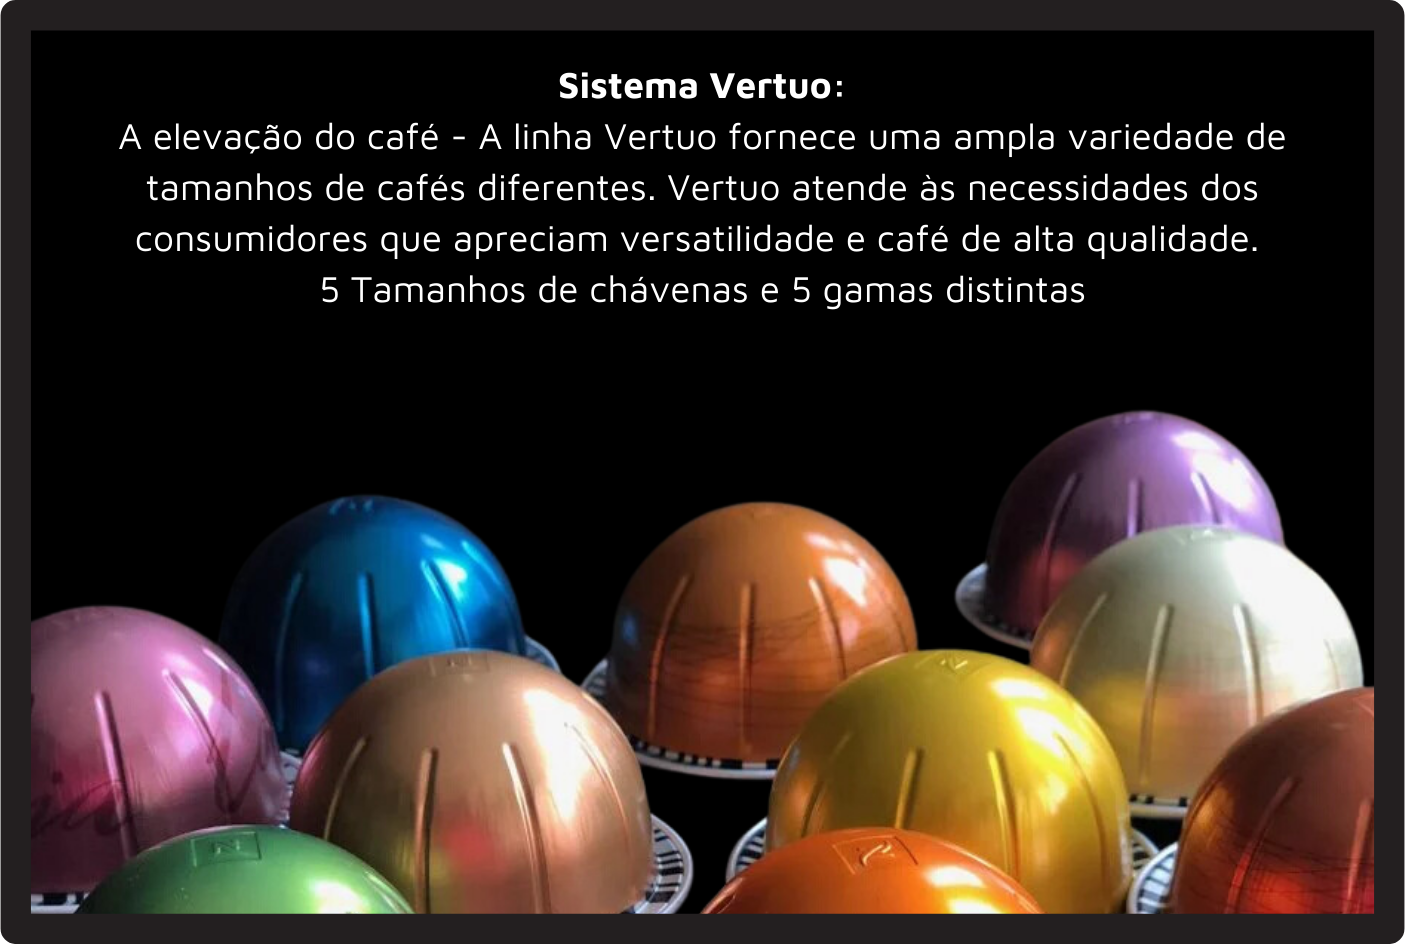 Sistema Vertuo:
A elevação do café - A linha Vertuo fornece uma ampla variedade de
tamanhos de cafés diferentes. Vertuo atende às necessidades dos
consumidores que apreciam versatilidade e café de alta qualidade.
5 Tamanhos de chávenas e 5 gamas distintas